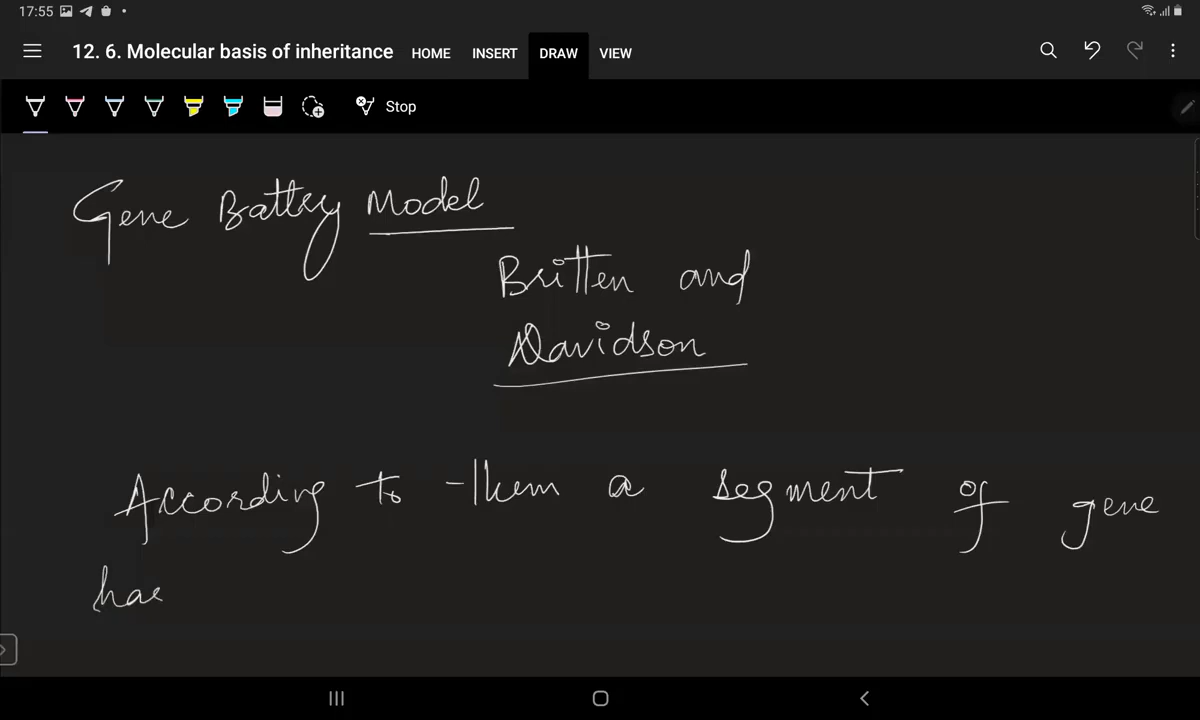 17:55
12. 6. Molecular basis of inheritance HOME INSERT DRAW VIEW
Stop
Gene Battery Model
Britten and
Davidson
According to them a segment of gene
has